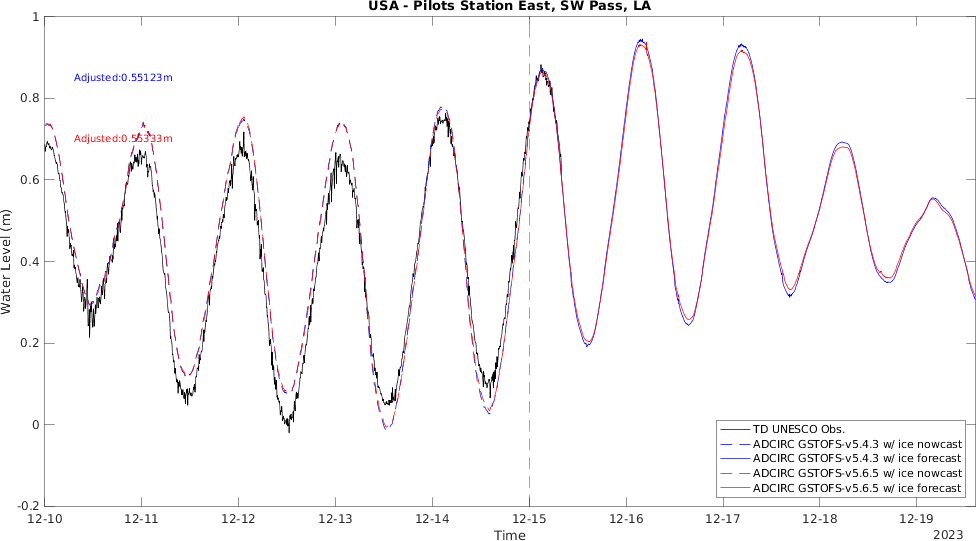 USA - Pilots Station East, SW Pass, LA
1
Adjusted:0.55123m
0.8
Adjusted:0.55333m
0.6
Water Level (m)
0.4
0.2
0
-0.2
TD UNESCO Obs.
ADCIRC GSTOFS-v5.4.3 w/ ice nowcast
ADCIRC GSTOFS-v5.4.3 w/ ice forecast
ADCIRC GSTOFS-v5.6.5 w/ ice nowcast
ADCIRC GSTOFS-v5.6.5 w/ ice forecast
12-10 12-11 12-12 12-13 12-14 12-15 12-16 12-17 12-18 12-19
Time
2023